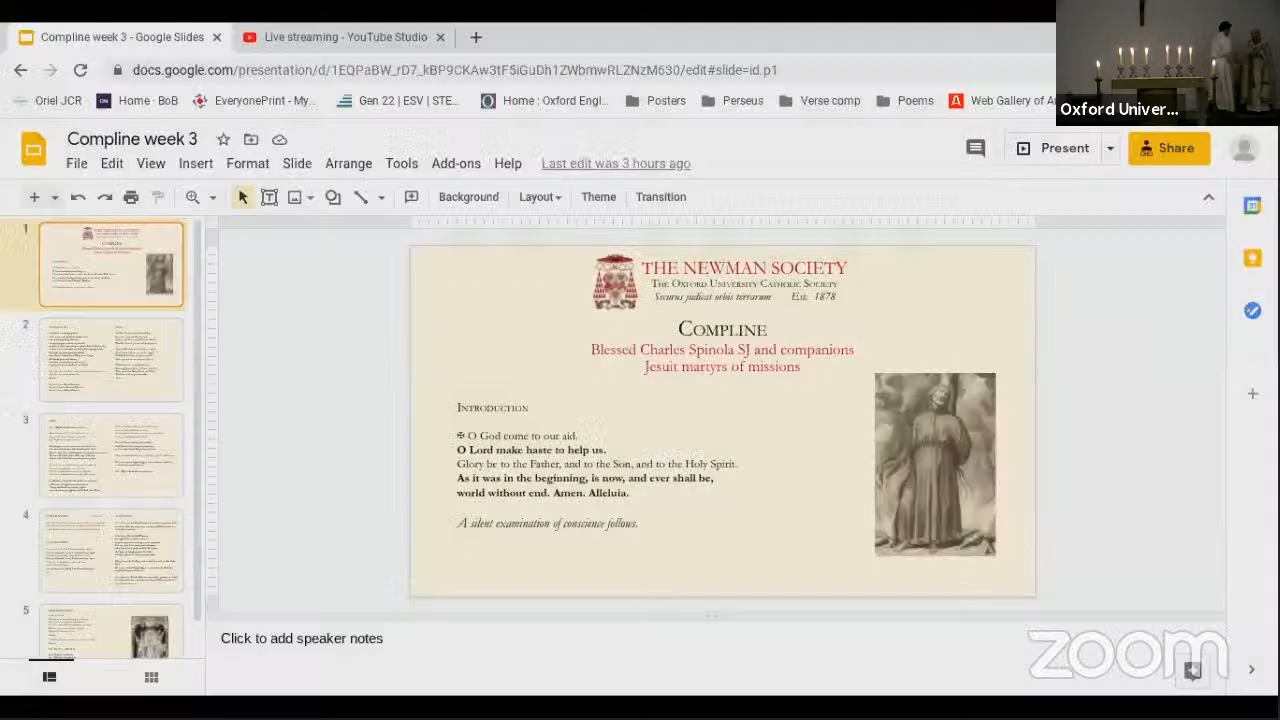 Compline week 3 - Google Slides
Live streaming - YouTube Studio
docs.google.com/presentation/d/1EQPaBW_rD7_kBP9CKAw3tF5iGuDh1ZWbmwRLZNzM630/edit#slide=id.p1
Oriel JCR
Home · BoB
EveryonePrint - My...
Gen 22 | ESV | STE...
Home : Oxford Engl...
Posters
Perseus
Verse comp
Poems
Web Gallery of A
Oxford Univer...
Compline week 3
File Edit View Insert Format Slide Arrange Tools Add-ons Help
Last edit was 3 hours ago
Present
Share
Background Layout Theme Transition
1
2
3
4
5
THE NEWMAN SOCIETY
THE OXFORD UNIVERSITY CATHOLIC SOCIETY
Securus judicat orbis terrarum Est. 1878
COMPLINE
Blessed Charles Spinola SJ and companions
Jesuit martyrs of missions
INTRODUCTION
✠ O God come to our aid,
O Lord make haste to help us.
Glory be to the Father, and to the Son, and to the Holy Spirit.
As it was in the beginning, is now, and ever shall be,
world without end. Amen. Alleluia.
A silent examination of conscience follows.
Click to add speaker notes
zoom